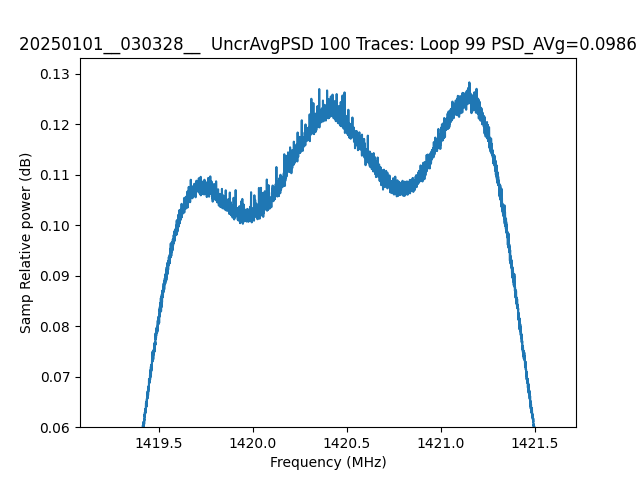 20250101__030328__  UncrAvgPSD 100 Traces: Loop 99 PSD_AVg=0.0986
0.13
0.12
0.11
0.10
0.09
0.08
0.07
0.06
Samp Relative power (dB)
1419.5 1420.0 1420.5 1421.0 1421.5
Frequency (MHz)